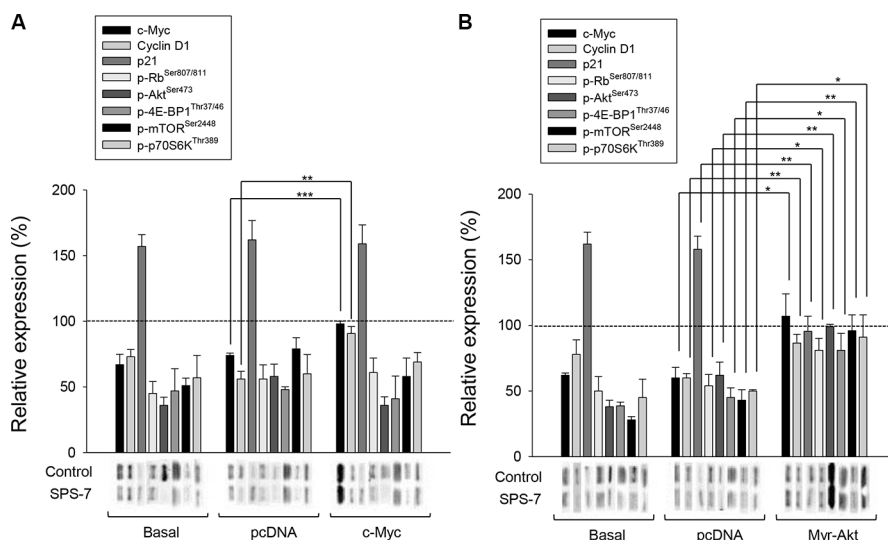 A
c-Myc
Cyclin D1
p21
p-Rb^Ser807/811
p-Akt^Ser473
p-4E-BP1^Thr37/46
p-mTOR^Ser2448
p-p70S6K^Thr389
200
150
100
50
0
Relative expression (%)
**
***
Control
SPS-7
Basal
pcDNA
c-Myc
B
c-Myc
Cyclin D1
p21
p-Rb^Ser807/811
p-Akt^Ser473
p-4E-BP1^Thr37/46
p-mTOR^Ser2448
p-p70S6K^Thr389
200
150
100
50
0
Relative expression (%)
*
**
*
**
*
**
**
*
Control
SPS-7
Basal
pcDNA
Myr-Akt